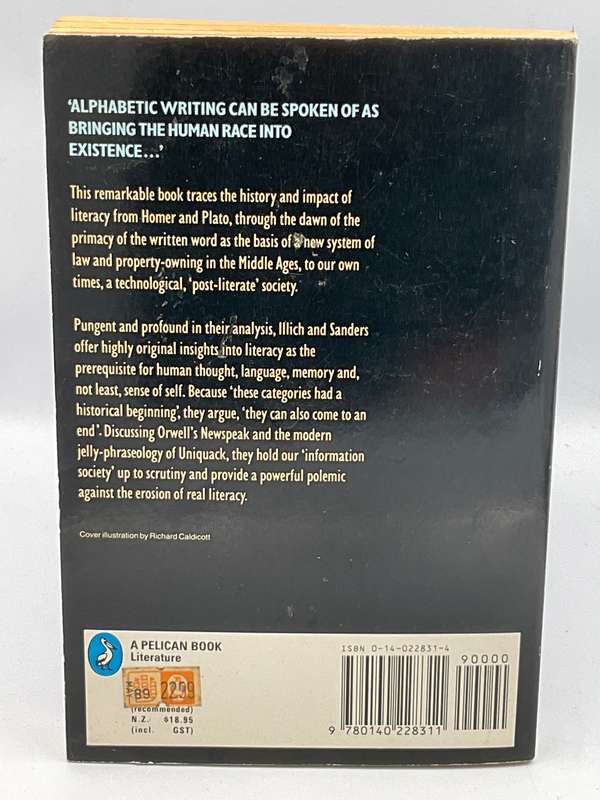 'ALPHABETIC WRITING CAN BE SPOKEN OF AS
BRINGING THE HUMAN RACE INTO
EXISTENCE...'
This remarkable book traces the history and impact of
literacy from Homer and Plato, through the dawn of the
primacy of the written word as the basis of a new system of
law and property-owning in the Middle Ages, to our own
times, a technological, 'post-literate' society.
Pungent and profound in their analysis, Illich and Sanders
offer highly original insights into literacy as the
prerequisite for human thought, language, memory and,
not least, sense of self. Because 'these categories had a
historical beginning', they argue, 'they can also come to an
end'. Discussing Orwell's Newspeak and the modern
jelly-phraseology of Uniquack, they hold our 'information
society' up to scrutiny and provide a powerful polemic
against the erosion of real literacy.
Cover illustration by Richard Caldicott
A PELICAN BOOK
Literature
MAY
89
2299
(recommended)
N.Z. $18.95
(incl. GST)
ISBN 0-14-022831-4
90000
9 780140 228311